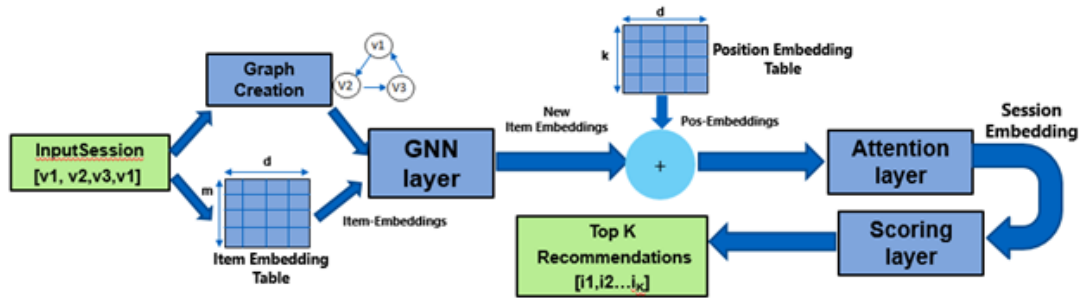 InputSession
[v1, v2,v3,v1]
Graph
Creation
v1
V2
V3
d
m
Item Embedding
Table
Item-Embeddings
GNN
layer
New
Item Embeddings
d
k
Position Embedding
Table
+
Pos-Embeddings
Attention
layer
Session
Embedding
Scoring
layer
Top K
Recommendations
[i1,i2...iK]